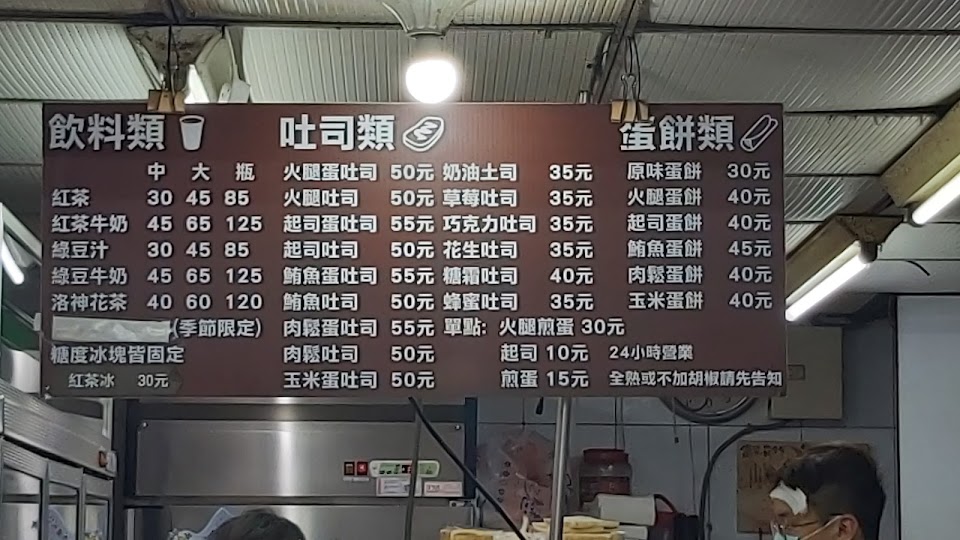 飲料類
中 大 瓶
紅茶 30 45 85
紅茶牛奶 45 65 125
綠豆汁 30 45 85
綠豆牛奶 45 65 125
洛神花茶 40 60 120
(季節限定)
糖度冰塊皆固定
紅茶冰 30元
吐司類
火腿蛋吐司 50元
火腿吐司 50元
起司蛋吐司 55元
起司吐司 50元
鮪魚蛋吐司 55元
鮪魚吐司 50元
肉鬆蛋吐司 55元
肉鬆吐司 50元
玉米蛋吐司 50元
奶油土司 35元
草莓吐司 35元
巧克力吐司 35元
花生吐司 35元
糖霜吐司 40元
蜂蜜吐司 35元
單點: 火腿煎蛋 30元
起司 10元
煎蛋 15元
蛋餅類
原味蛋餅 30元
火腿蛋餅 40元
起司蛋餅 40元
鮪魚蛋餅 45元
肉鬆蛋餅 40元
玉米蛋餅 40元
24小時營業
全熟或不加胡椒請先告知